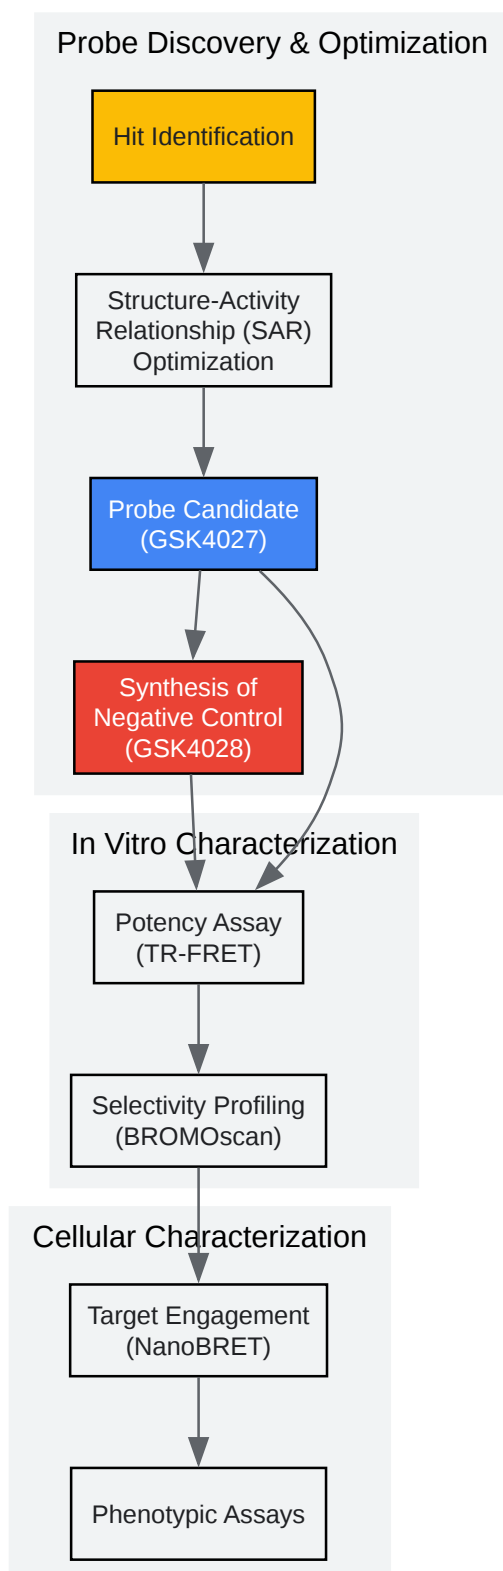 Probe Discovery & Optimization
Hit Identification
Structure-Activity
Relationship (SAR)
Optimization
Probe Candidate
(GSK4027)
Synthesis of
Negative Control
(GSK4028)
In Vitro Characterization
Potency Assay
(TR-FRET)
Selectivity Profiling
(BROMOscan)
Cellular Characterization
Target Engagement
(NanoBRET)
Phenotypic Assays